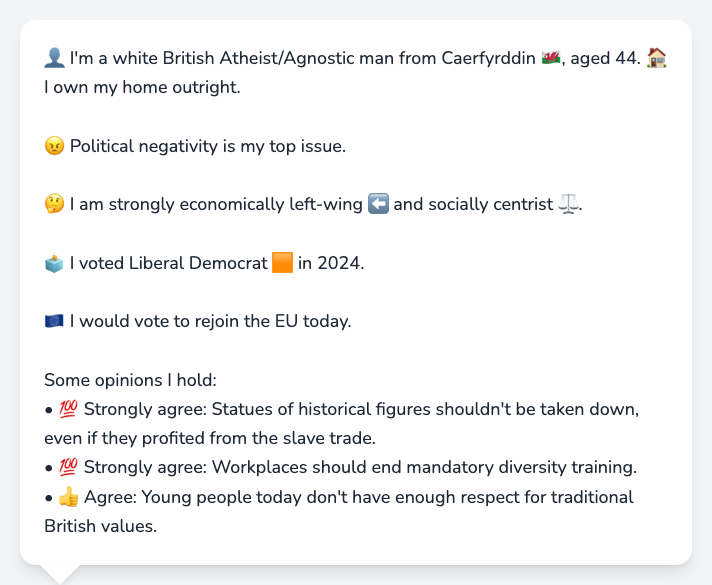 👤 I'm a white British Atheist/Agnostic man from Caerfyrddin 🏴󠁧󠁢󠁷󠁬󠁳󠁿, aged 44. 🏠
I own my home outright.
😠 Political negativity is my top issue.
🤔 I am strongly economically left-wing ⬅️ and socially centrist ⚖️.
🗳️ I voted Liberal Democrat 🟧 in 2024.
🇪🇺 I would vote to rejoin the EU today.
Some opinions I hold:
• 💯 Strongly agree: Statues of historical figures shouldn't be taken down,
even if they profited from the slave trade.
• 💯 Strongly agree: Workplaces should end mandatory diversity training.
• 👍 Agree: Young people today don't have enough respect for traditional
British values.